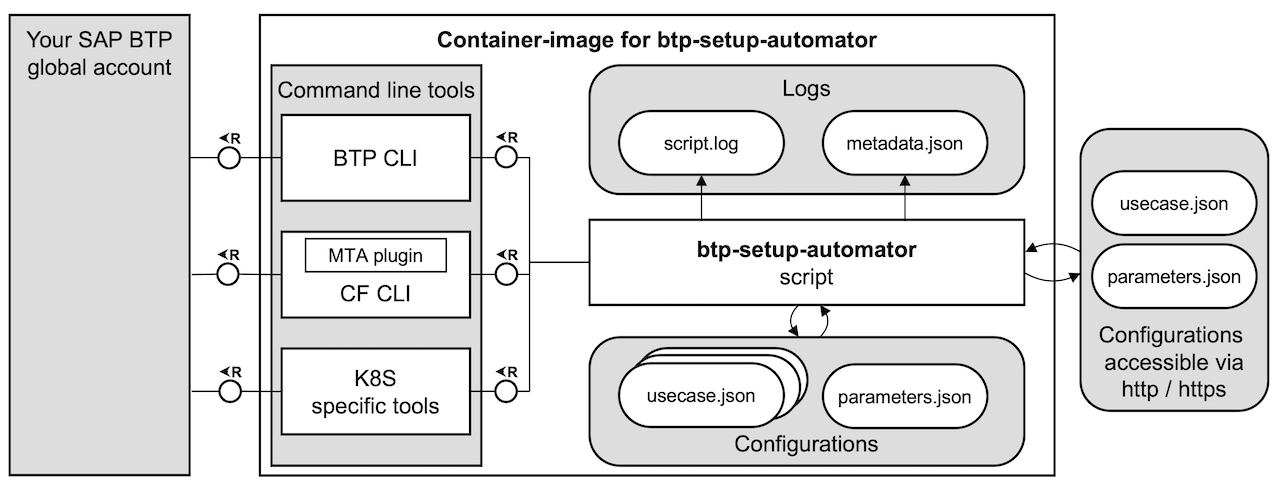 Your SAP BTP
global account
Container-image for btp-setup-automator
Command line tools
R
BTP CLI
R
R
MTA plugin
CF CLI
R
R
K8S
specific tools
R
Logs
script.log
metadata.json
btp-setup-automator
script
usecase.json
parameters.json
Configurations
usecase.json
parameters.json
Configurations
accessible via
http / https